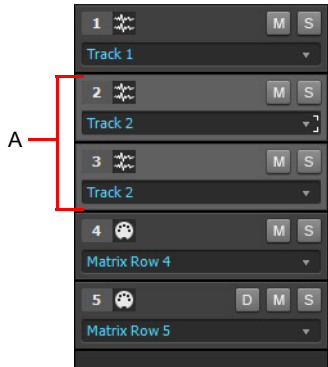 1 M S
Track 1
2 M S
Track 2
A
3 M S
Track 2
4 M S
Matrix Row 4
5 D M S
Matrix Row 5